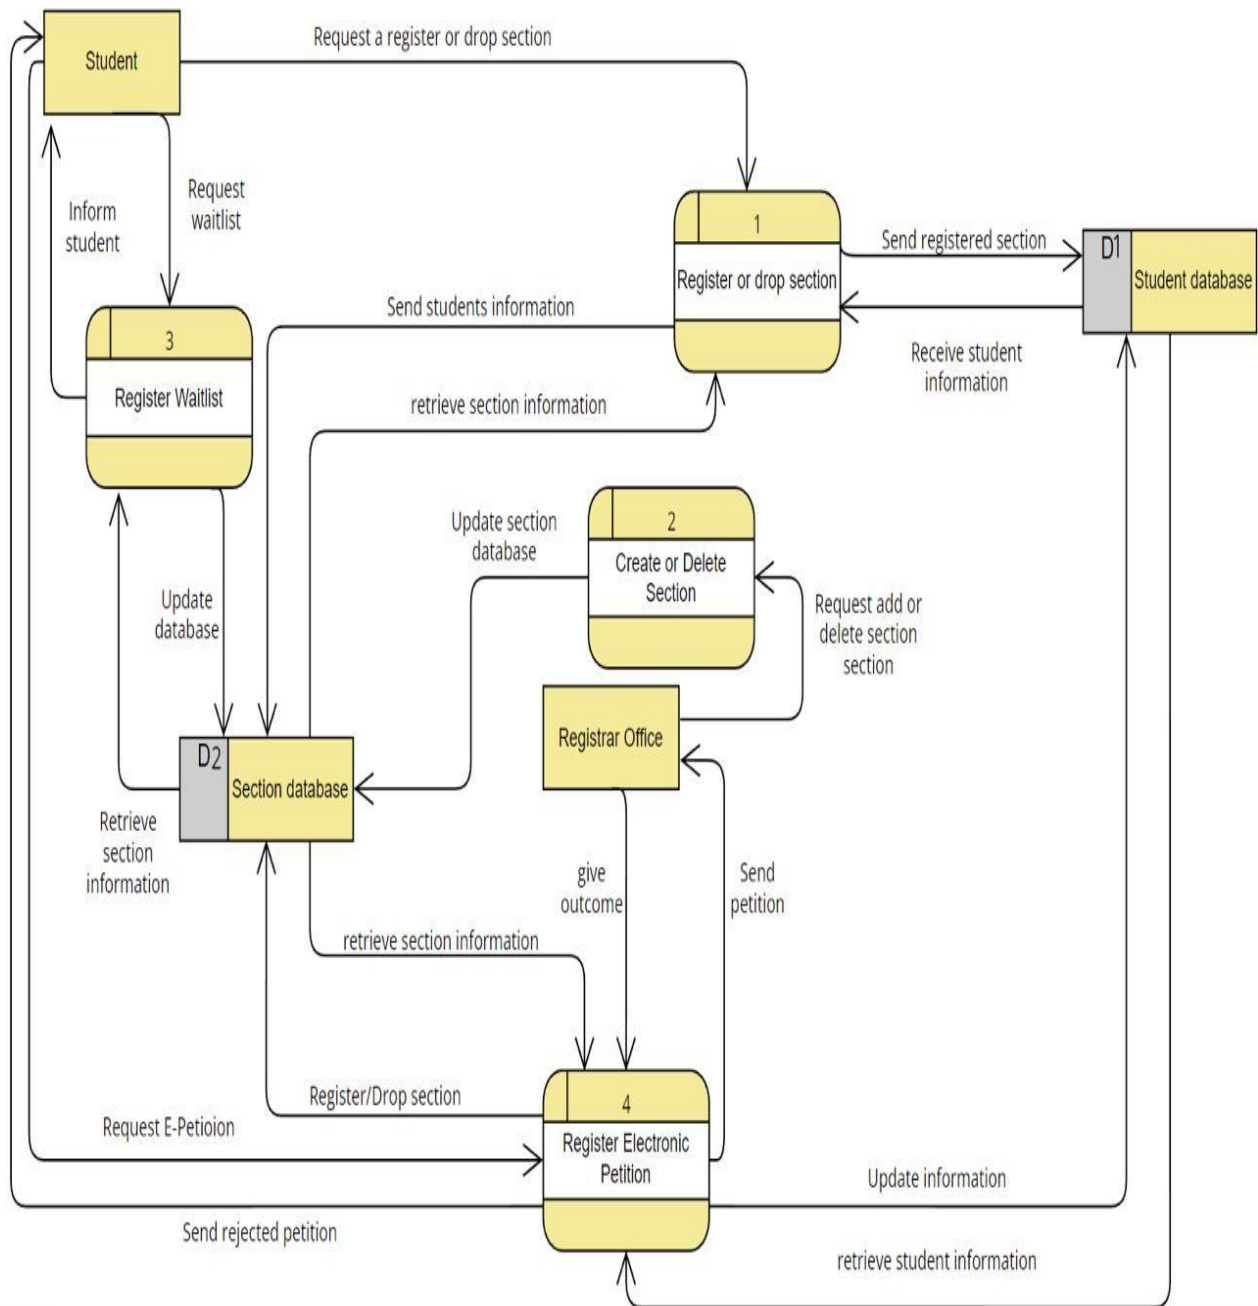 Request a register or drop section
Student
Request
waitlist
Inform
student
1
Register or drop section
Send registered section
D1
Student database
Receive student
information
Send students information
3
Register Waitlist
retrieve section information
2
Create or Delete
Section
Update section
database
Request add or
delete section
section
Update
database
Registrar Office
D2
Section database
Retrieve
section
information
give
outcome
Send
petition
retrieve section information
Register/Drop section
4
Register Electronic
Petition
Request E-Petioion
Update information
Send rejected petition
retrieve student information